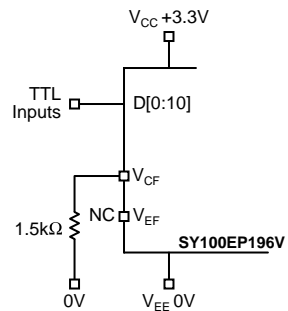 VCC +3.3V
TTL
Inputs
D[0:10]
VCF
1.5kΩ
NC
VEF
SY100EP196V
0V
VEE 0V